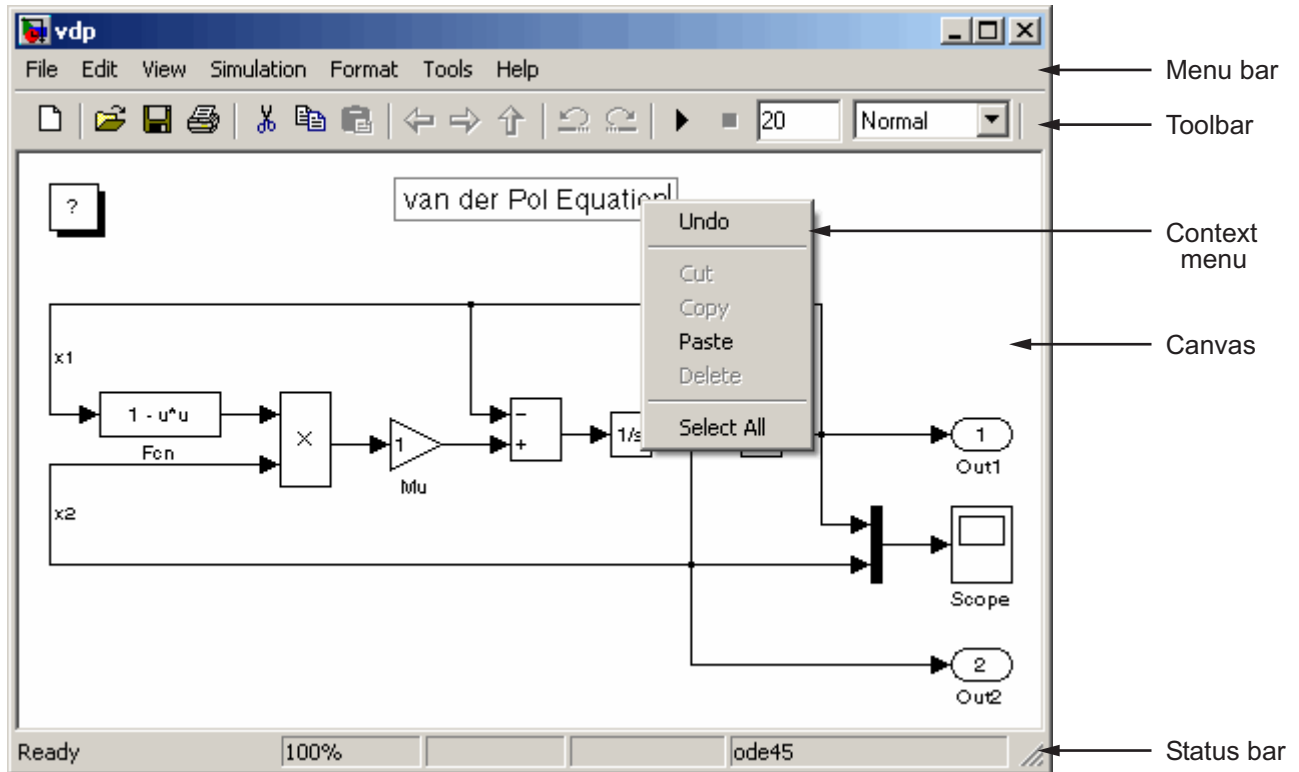 vdp
File Edit View Simulation Format Tools Help
Menu bar
20 Normal
Toolbar
?
van der Pol Equation
Undo
Context
menu
Cut
Copy
Paste
Delete
Select All
Canvas
x1
1 - u*u
Fcn
×
1
Mu
−
+
1/s
1
Out1
x2
Scope
2
Out2
Ready 100% ode45
Status bar